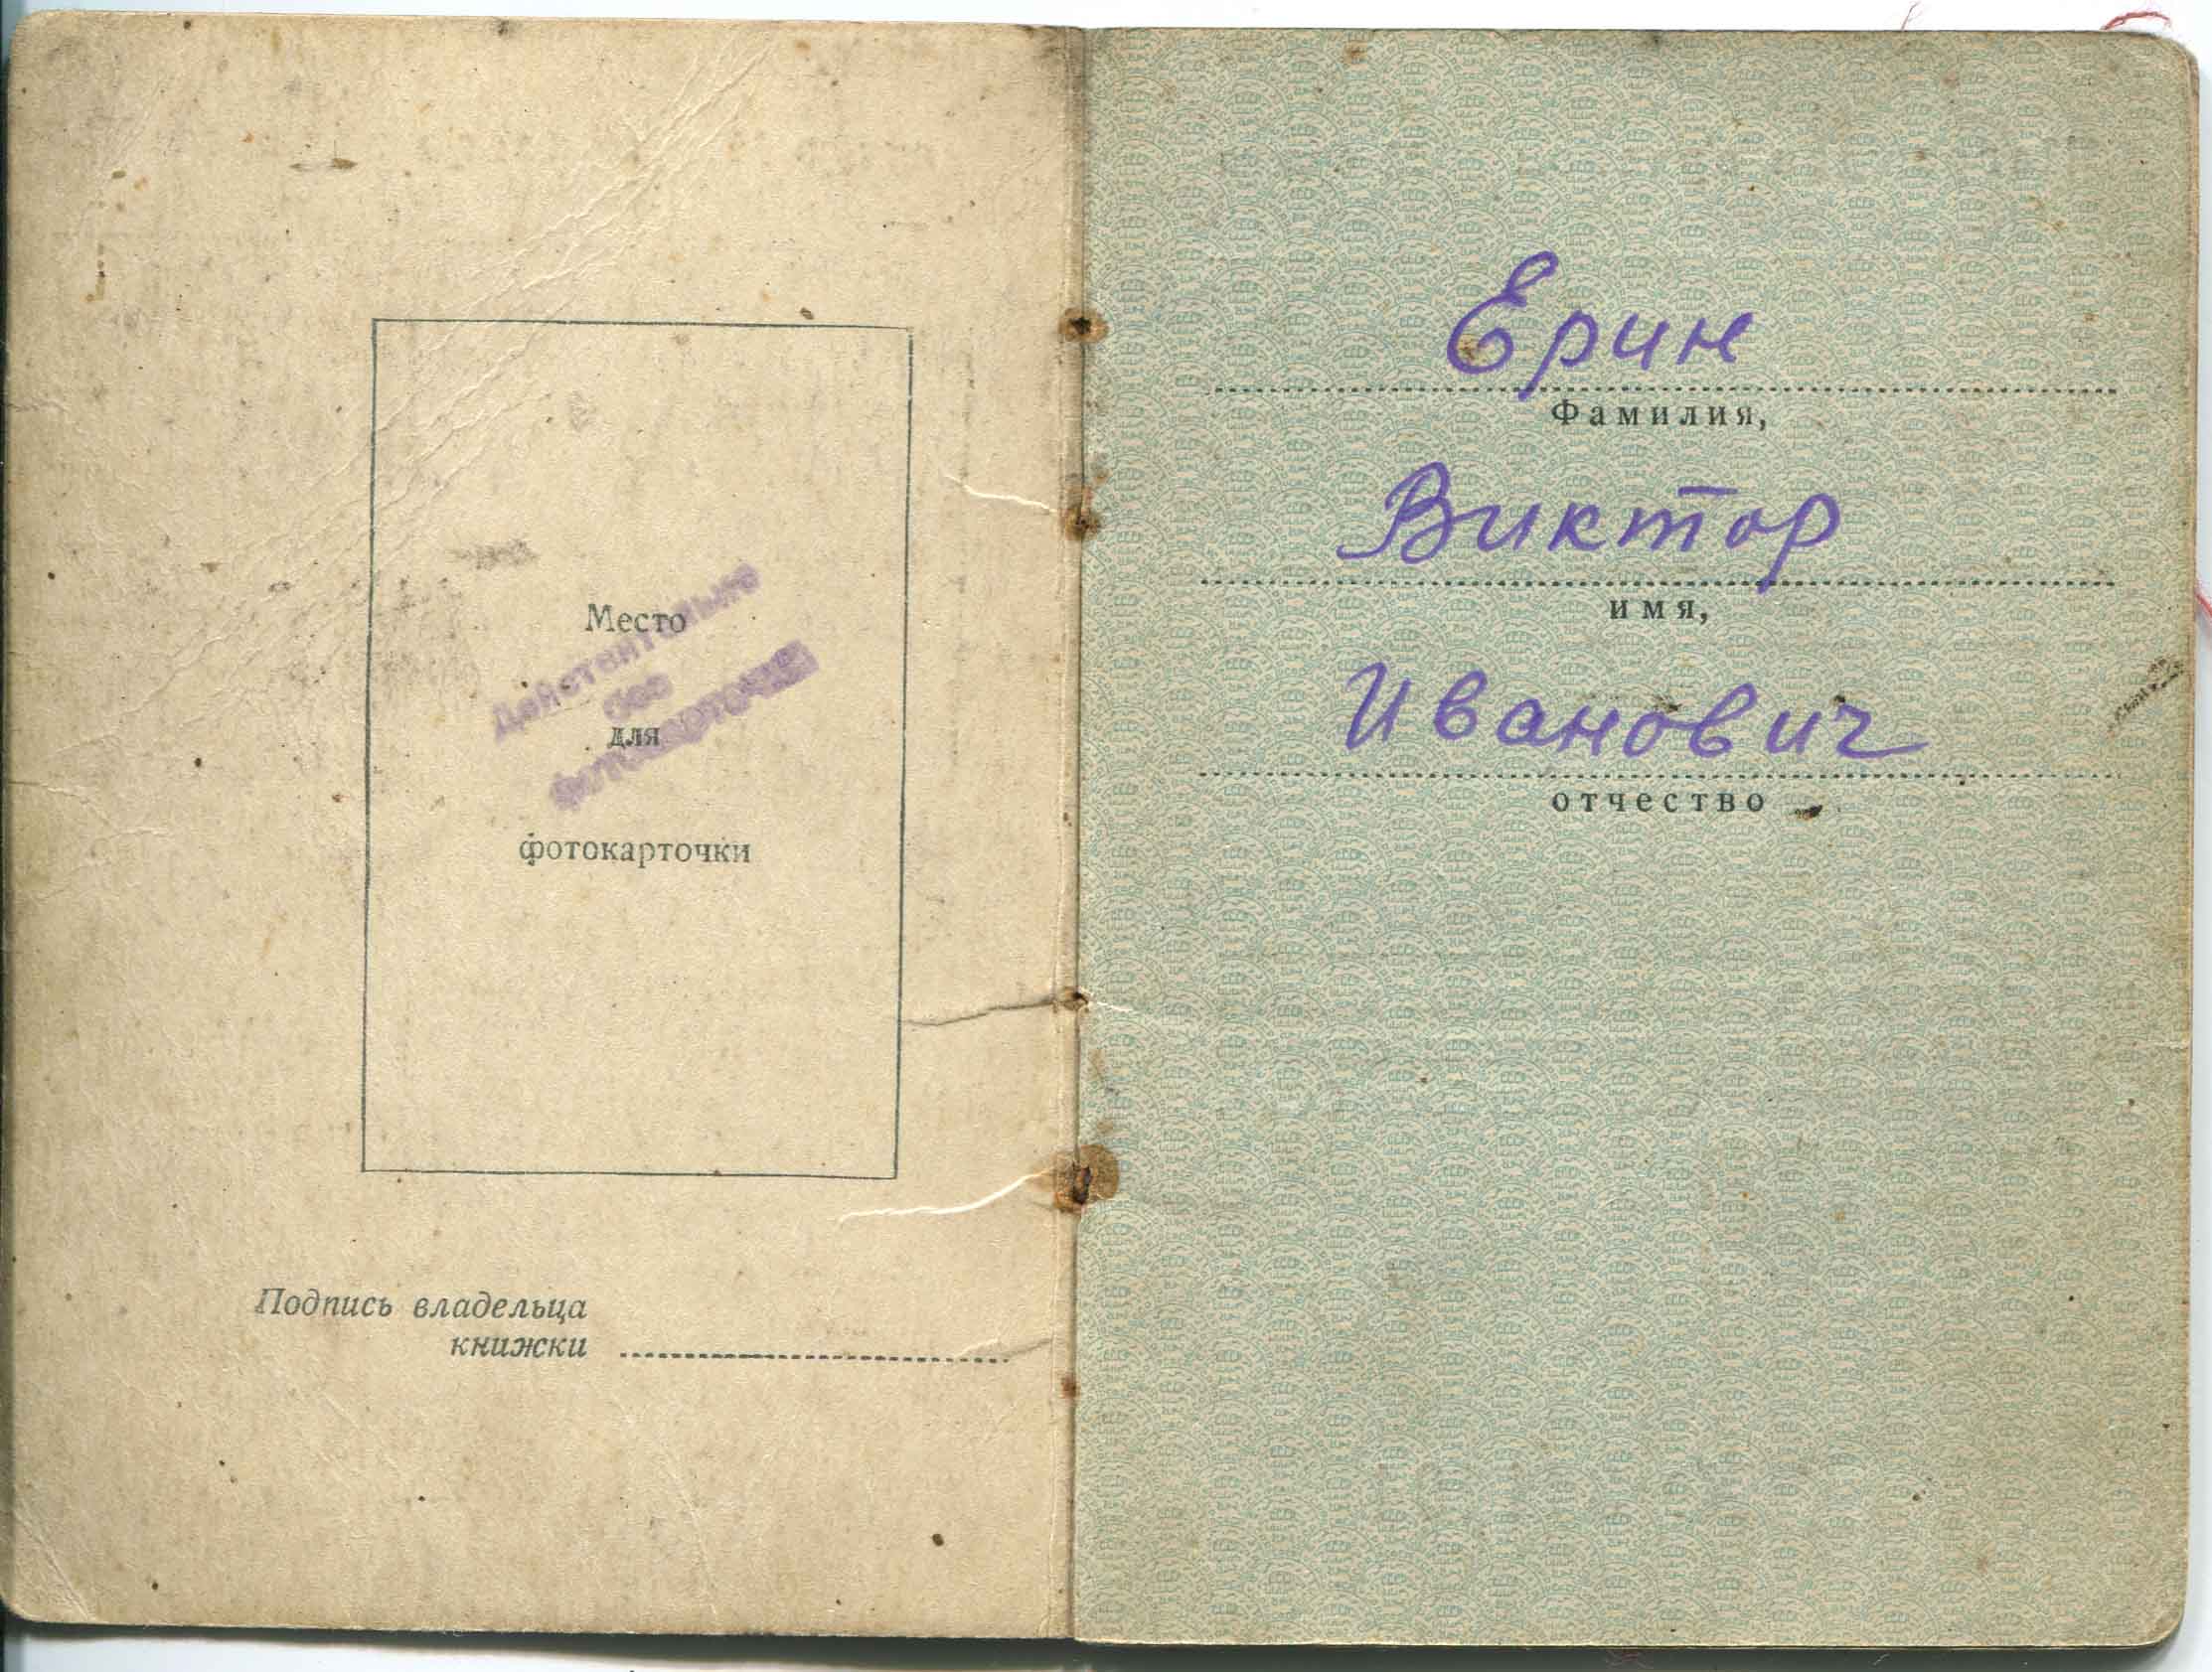 Место
для
фотокарточки
Действительно
без
фотокарточки
Подпись владельца
книжки
Ерин
Фамилия,
Виктор
имя,
Иванович
отчество